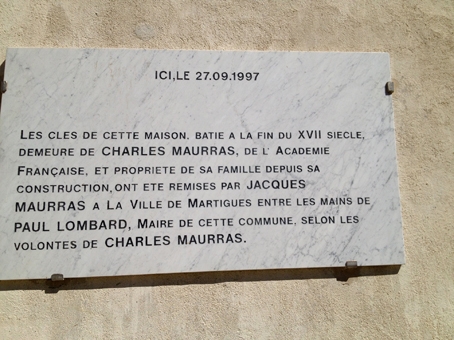 ICI,LE 27.09.1997
LES CLES DE CETTE MAISON, BATIE A LA FIN DU XVII SIECLE,
DEMEURE DE CHARLES MAURRAS, DE L' ACADEMIE
FRANÇAISE, ET PROPRIETE DE SA FAMILLE DEPUIS SA
CONSTRUCTION, ONT ETE REMISES PAR JACQUES
MAURRAS A LA VILLE DE MARTIGUES ENTRE LES MAINS DE
PAUL LOMBARD, MAIRE DE CETTE COMMUNE, SELON LES
VOLONTES DE CHARLES MAURRAS.